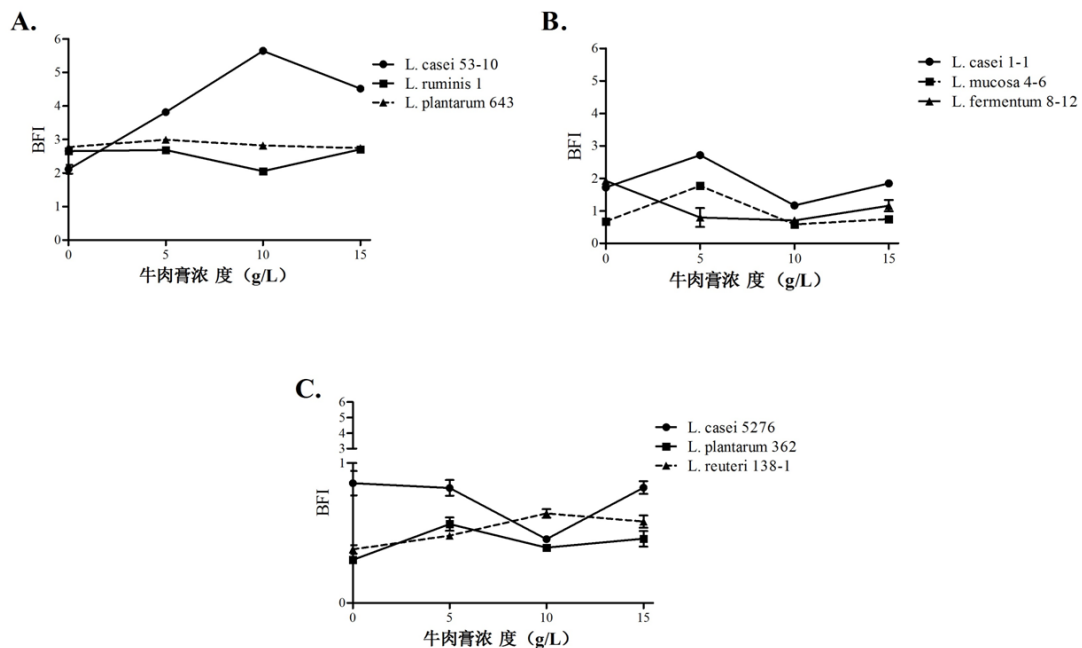 A.
6
5
4
3
2
1
0
BFI
0 5 10 15
牛肉膏浓 度（g/L）
L. casei 53-10
L. ruminis 1
L. plantarum 643
B.
6
5
4
3
2
1
0
BFI
0 5 10 15
牛肉膏浓 度（g/L）
L. casei 1-1
L. mucosa 4-6
L. fermentum 8-12
C.
6
5
4
3
1
0
BFI
0 5 10 15
牛肉膏浓 度（g/L）
L. casei 5276
L. plantarum 362
L. reuteri 138-1